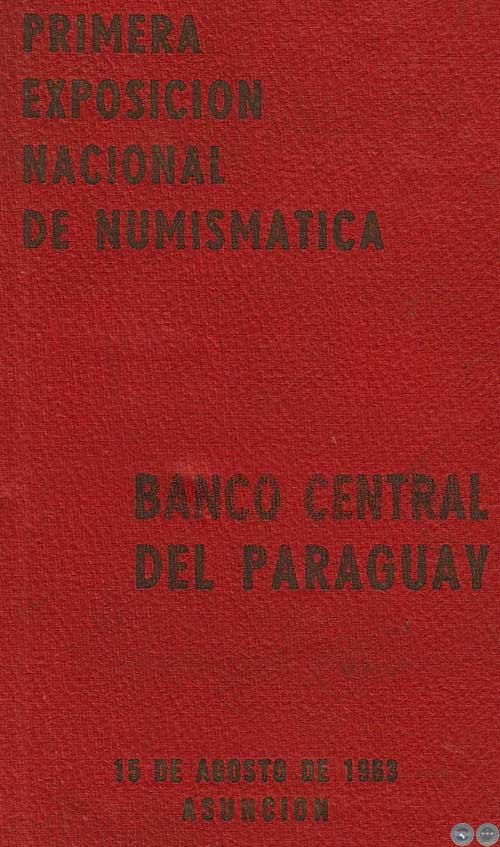 PRIMERA
EXPOSICION
NACIONAL
DE NUMISMATICA
BANCO CENTRAL
DEL PARAGUAY
15 DE AGOSTO DE 1963
ASUNCION